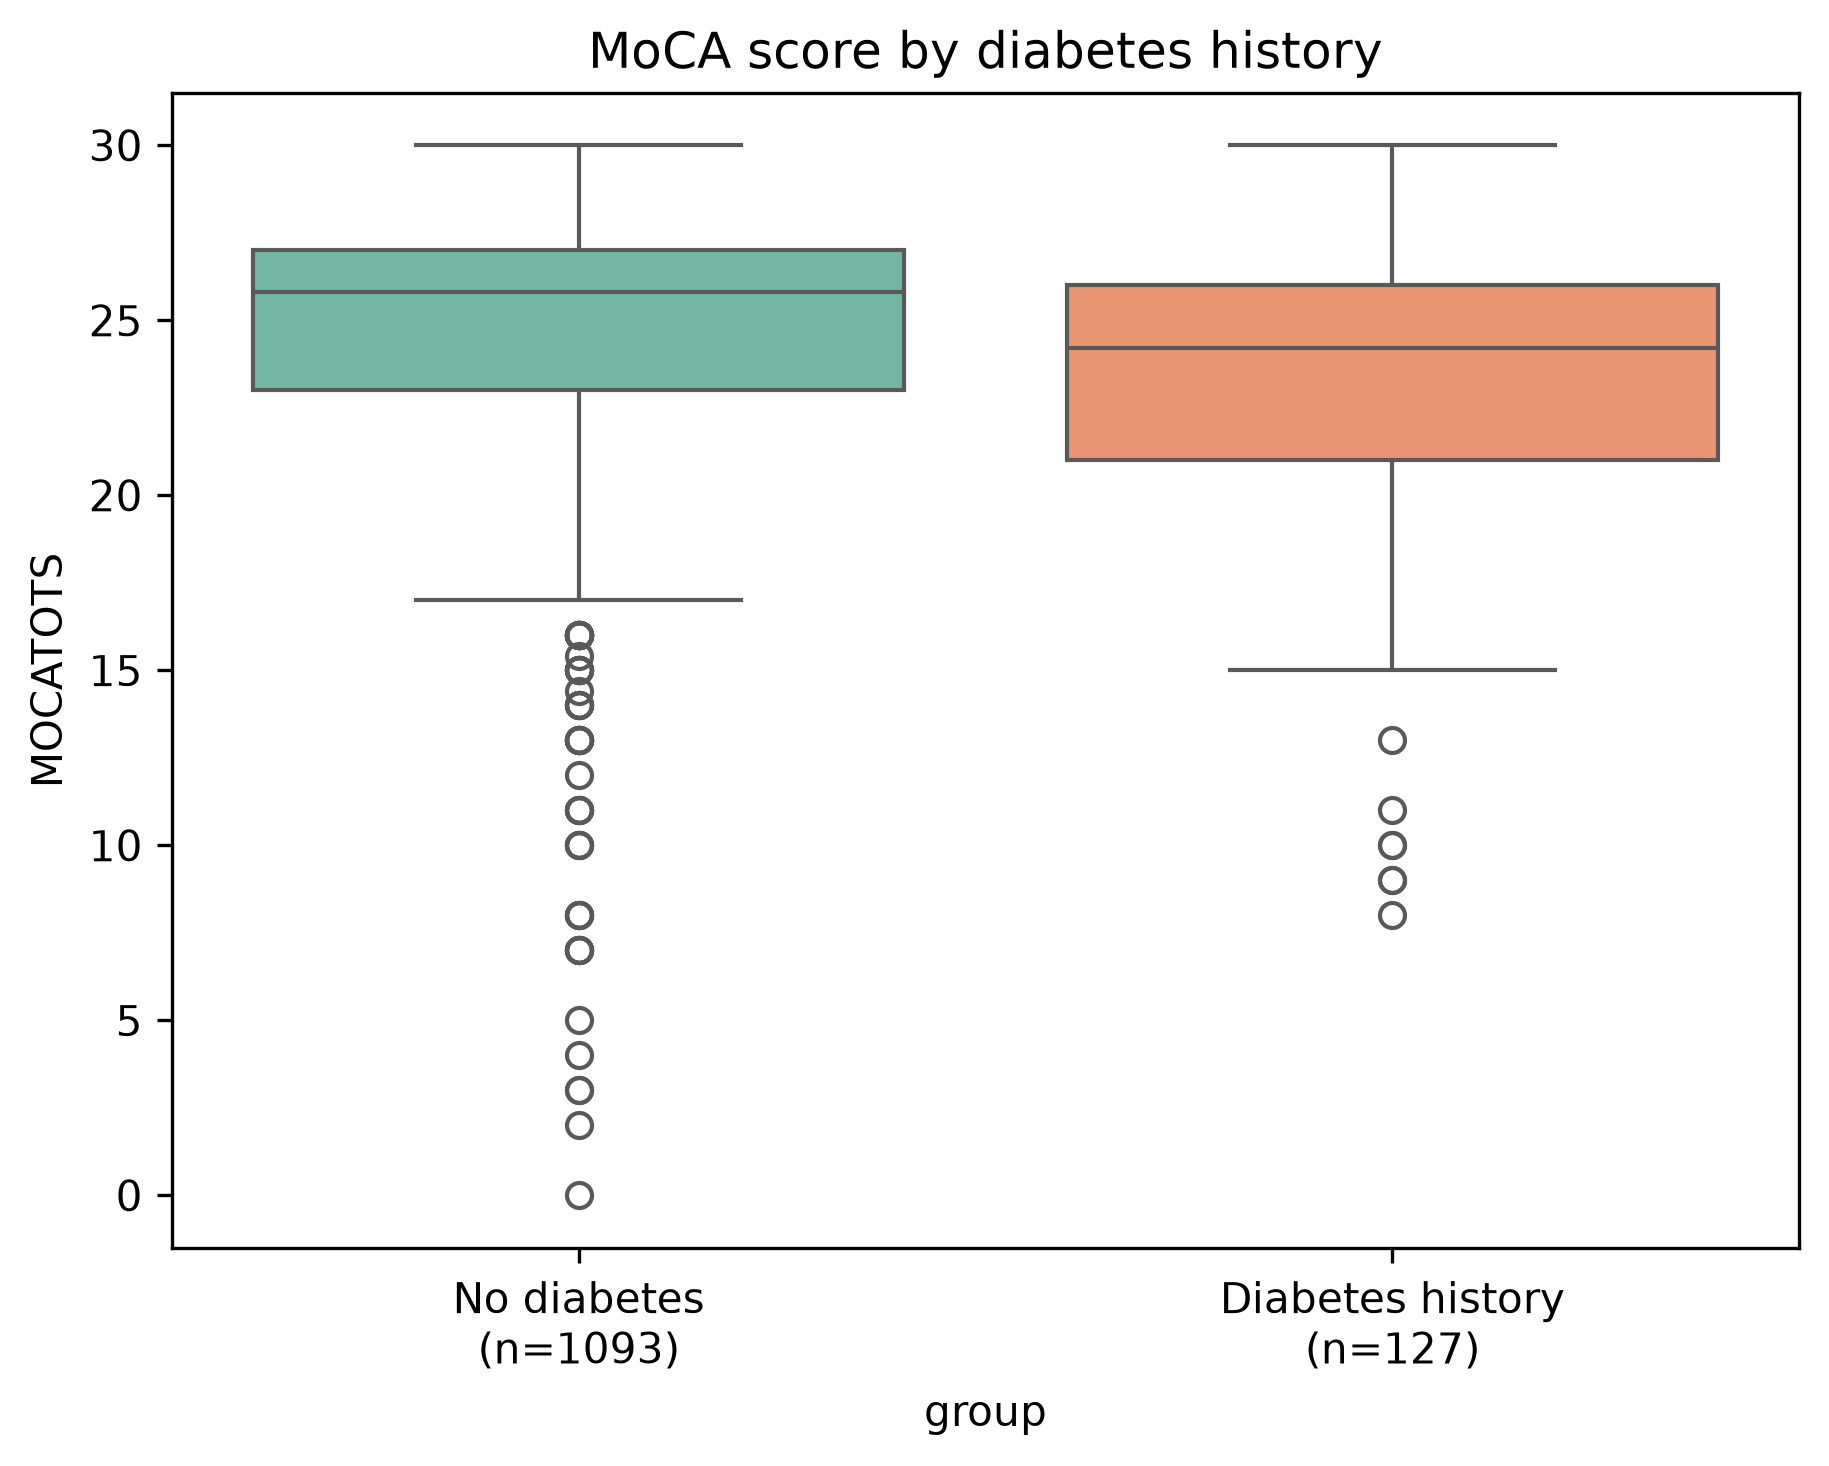 MoCA score by diabetes history
MOCATOTS
30
25
20
15
10
5
0
No diabetes
(n=1093)
Diabetes history
(n=127)
group